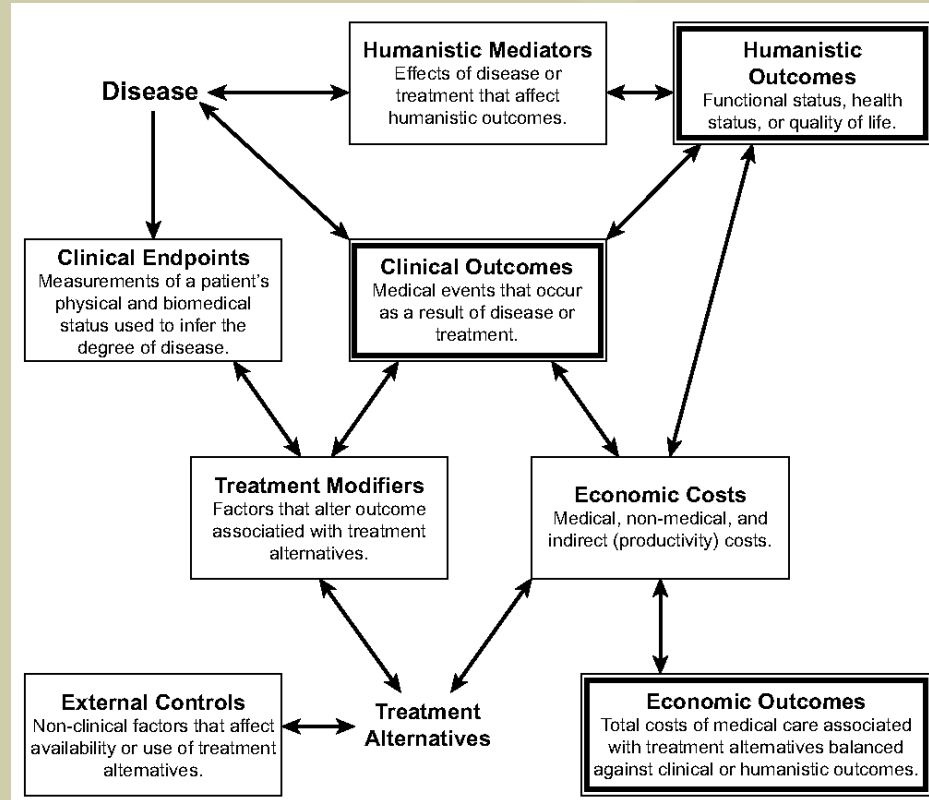 Humanistic Mediators
Effects of disease or
treatment that affect
humanistic outcomes.
Humanistic
Outcomes
Functional status, health
status, or quality of life.
Disease
Clinical Endpoints
Measurements of a patient's
physical and biomedical
status used to infer the
degree of disease.
Clinical Outcomes
Medical events that occur
as a result of disease or
treatment.
Treatment Modifiers
Factors that alter outcome
associatied with treatment
alternatives.
Economic Costs
Medical, non-medical, and
indirect (productivity) costs.
External Controls
Non-clinical factors that affect
availability or use of treatment
alternatives.
Treatment
Alternatives
Economic Outcomes
Total costs of medical care associated
with treatment alternatives balanced
against clinical or humanistic outcomes.